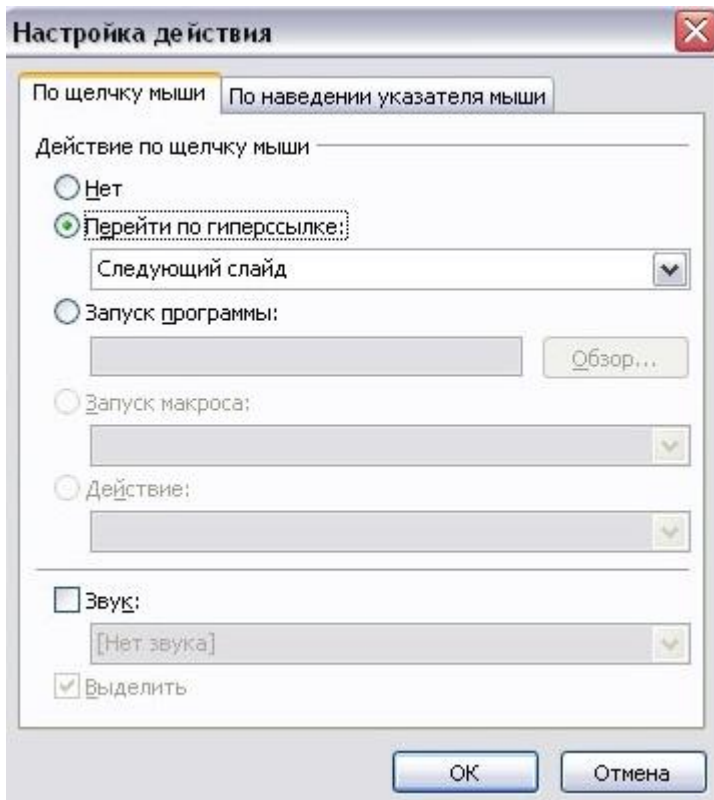 Настройка действия
По щелчку мыши По наведении указателя мыши
Действие по щелчку мыши
Нет
Перейти по гиперссылке:
Следующий слайд
Запуск программы:
Обзор...
Запуск макроса:
Действие:
Звук:
[Нет звука]
Выделить
ОК Отмена